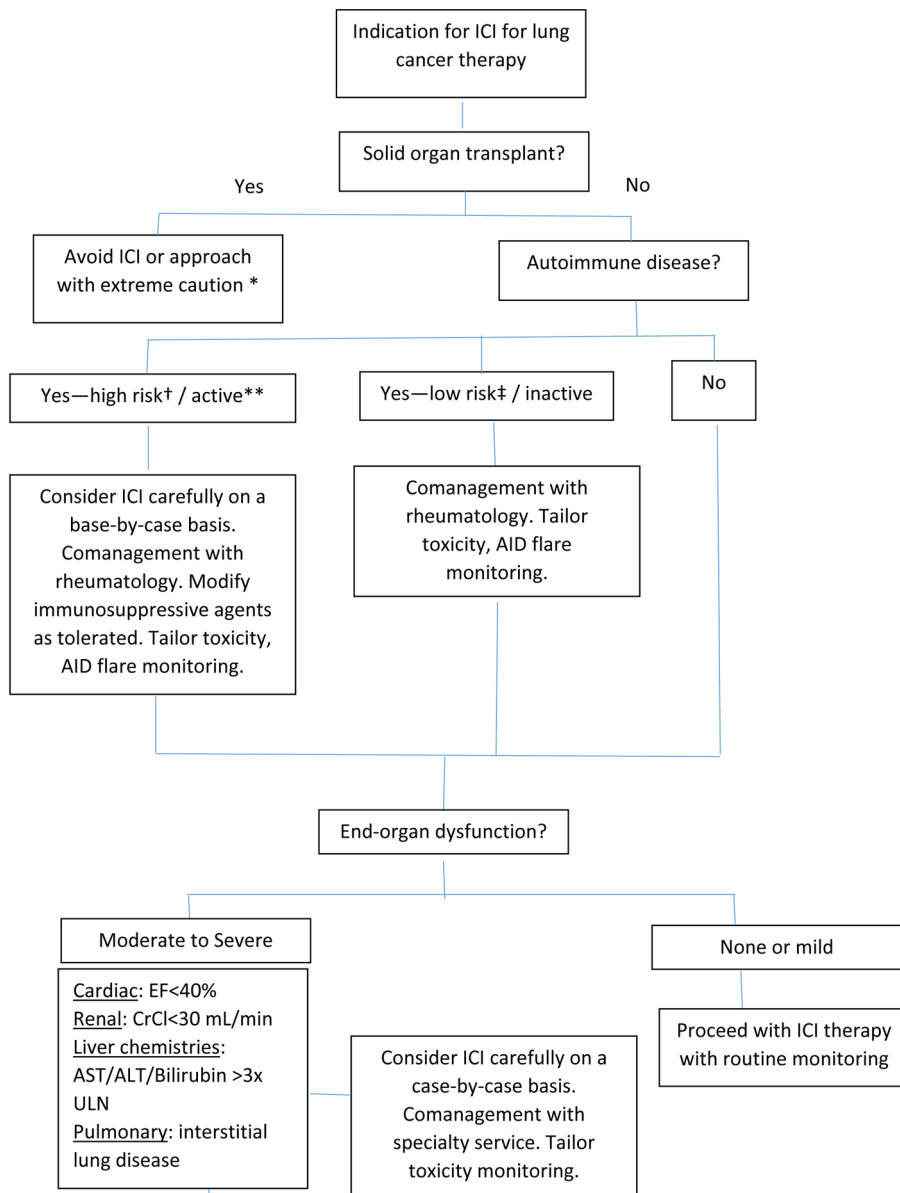 Indication for ICI for lung
cancer therapy
Solid organ transplant?
Yes
No
Avoid ICI or approach
with extreme caution *
Autoimmune disease?
Yes—high risk† / active**
Yes—low risk‡ / inactive
No
Consider ICI carefully on a
base-by-case basis.
Comanagement with
rheumatology. Modify
immunosuppressive agents
as tolerated. Tailor toxicity,
AID flare monitoring.
Comanagement with
rheumatology. Tailor
toxicity, AID flare
monitoring.
End-organ dysfunction?
Moderate to Severe
None or mild
Cardiac: EF<40%
Renal: CrCl<30 mL/min
Liver chemistries:
AST/ALT/Bilirubin >3x
ULN
Pulmonary: interstitial
lung disease
Consider ICI carefully on a
case-by-case basis.
Comanagement with
specialty service. Tailor
toxicity monitoring.
Proceed with ICI therapy
with routine monitoring